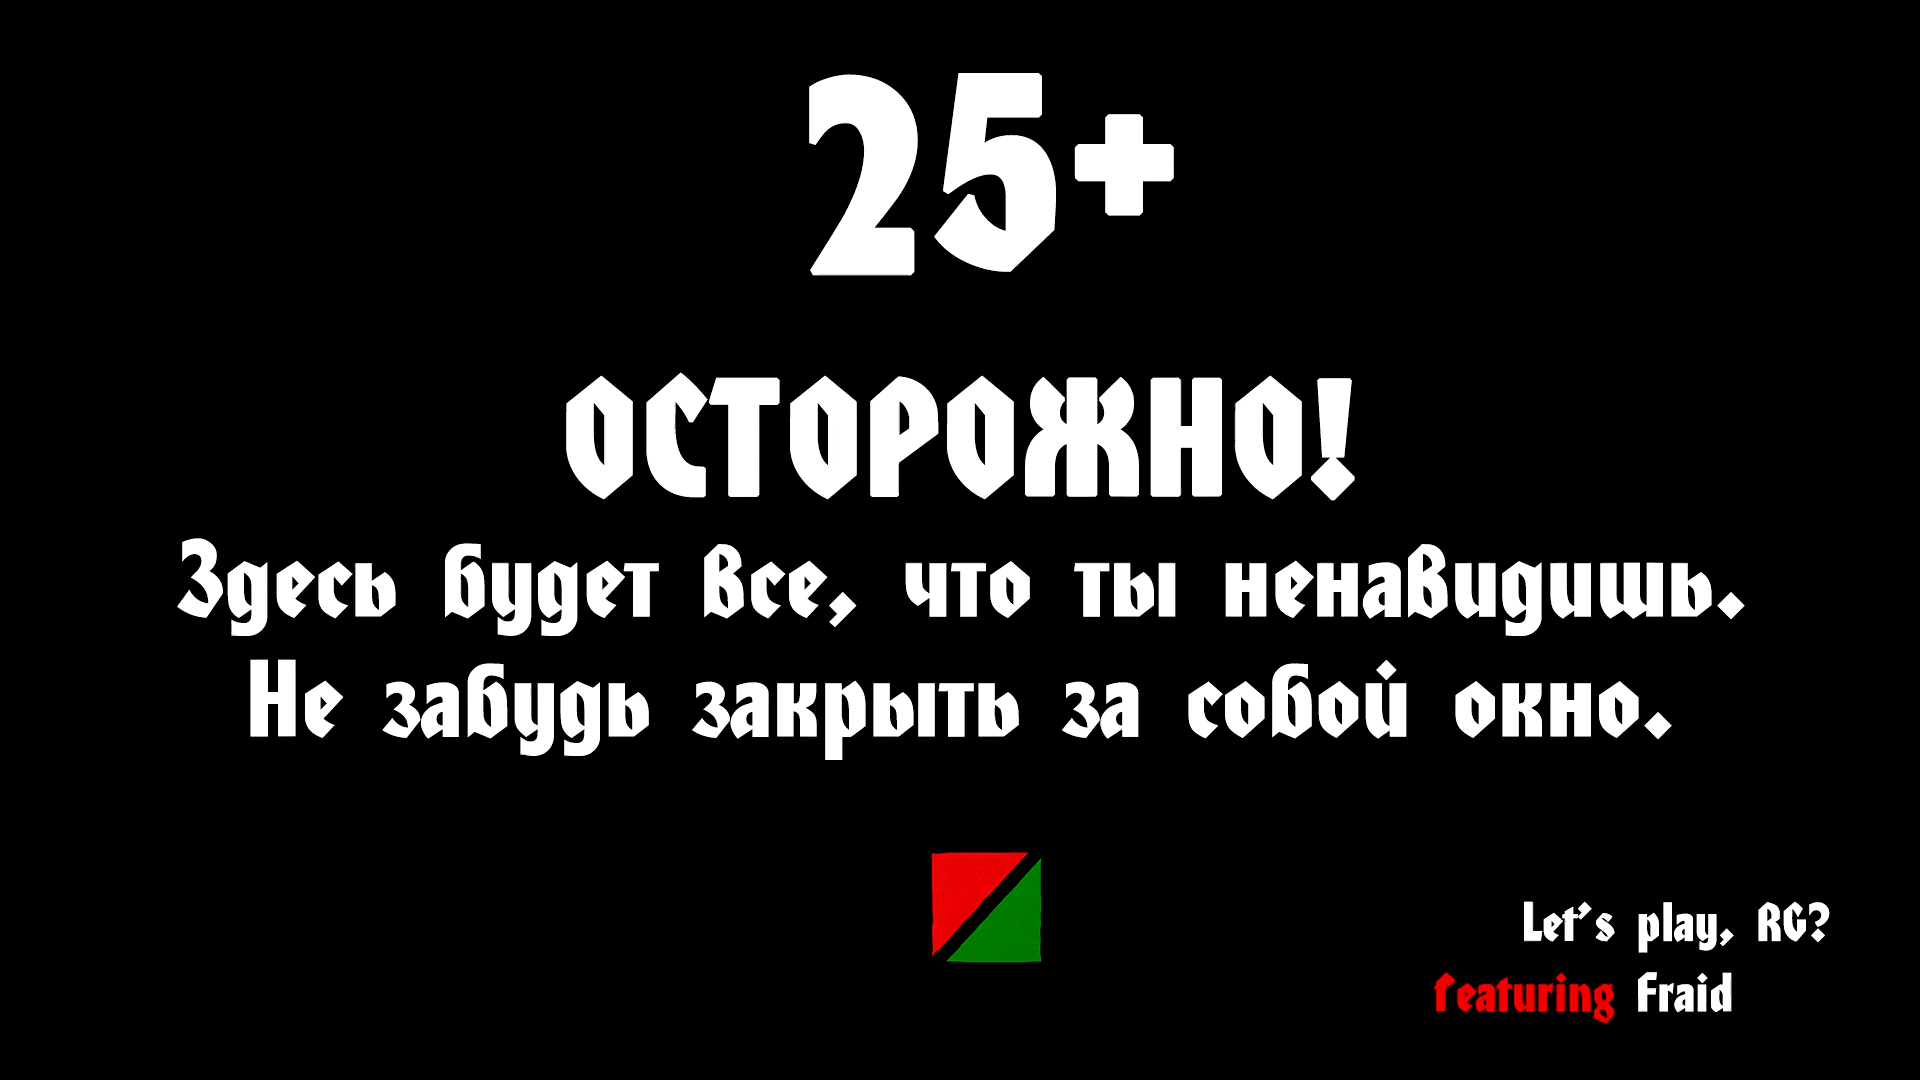 25+
ОСТОРОЖНО!
Здесь будет все, что ты ненавидишь.
Не забудь закрыть за собой окно.
Let's play, RG?
featuring Fraid